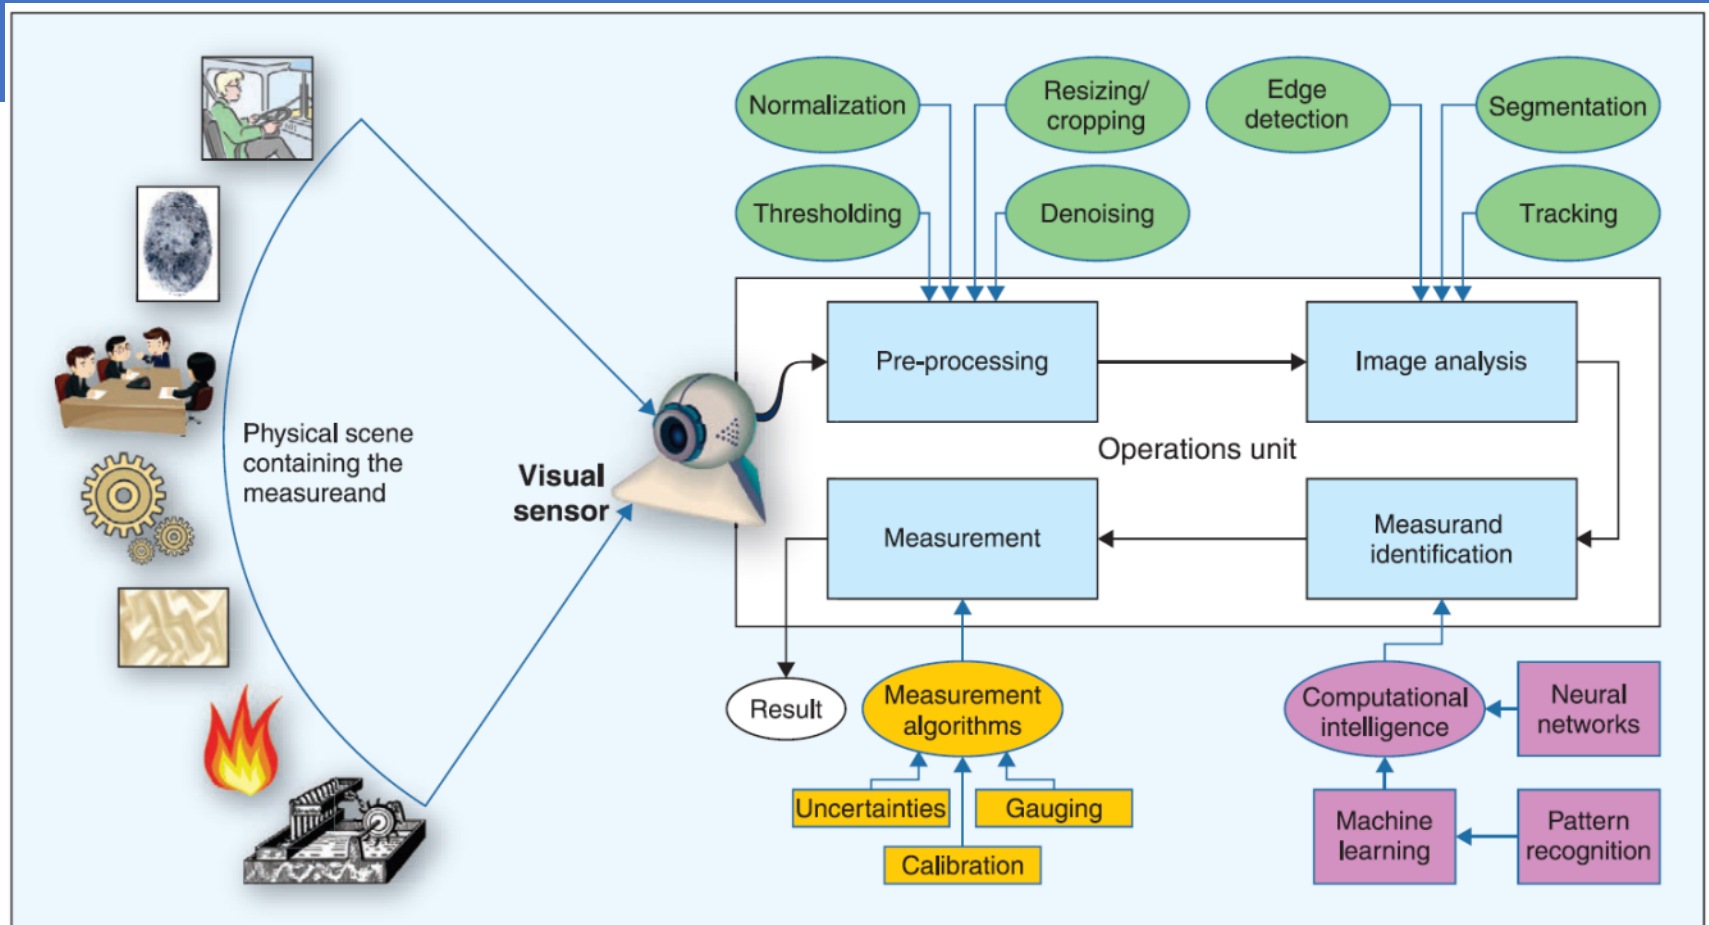 Normalization
Resizing/
cropping
Edge
detection
Segmentation
Thresholding
Denoising
Tracking
Pre-processing
Image analysis
Physical scene
containing the
measureand
Visual
sensor
Operations unit
Measurement
Measurand
identification
Result
Measurement
algorithms
Computational
intelligence
Neural
networks
Uncertainties
Gauging
Calibration
Machine
learning
Pattern
recognition